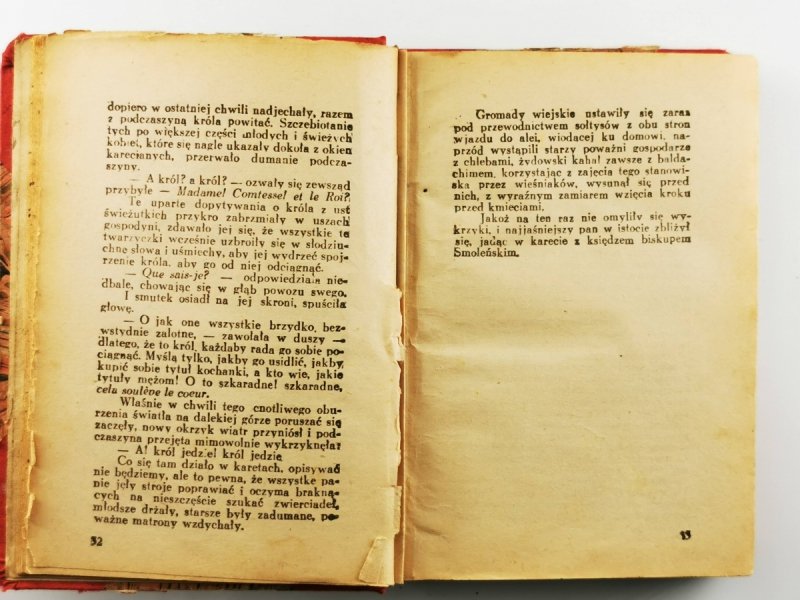 dopiero w ostatniej chwili nadjechały, razem
z podczaszyną króla powitać. Szczebiotanie
tych po większej części młodych i świeżych
kobiet, które się nagle ukazały dokoła z okien
karecianych, przerwało dumanie podcza-
szyny.
— A król? a król? — ozwały się zewsząd
przybyłe — Madame! Comtesse! et le Roi?
Te uparte dopytywania o króla z ust
świeżutkich przykro zabrzmiały w uszach
gospodyni, zdawało jej się, że wszystkie te
twarzyczki wcześnie uzbroiły się w słodziu-
chne słowa i uśmiechy, aby jej wydrzeć spoj-
rzenie króla, aby go od niej odciągnąć.
— Que sais-je? — odpowiedziała nie-
dbale, chowając się w głąb powozu swego.
I smutek osiadł na jej skroni, spuściła
głowę.
— O jak one wszystkie brzydko, bez-
wstydnie zalotne, — zawołała w duszy —
dlatego, że to król, każdaby rada go sobie po-
ciągnąć. Myślą tylko, jakby go usidlić, jakby
kupić sobie tytuł kochanki, a kto wie, jakie
tytuły mężom! O to szkaradne! szkaradne,
cela soulève le coeur.
Właśnie w chwili tego cnotliwego obu-
rzenia światła na dalekiej górze poruszać się
zaczęły, nowy okrzyk wiatr przyniósł i pod-
czaszyna przejęta mimowolnie wykrzyknęła:
— A! król jedzie! król jedzie
Co się tam działo w karetach, opisywać
nie będziemy, ale to pewna, że wszystkie pa-
nie jęły stroje poprawiać i oczyma brakną-
cych na nieszczęście szukać zwierciadeł,
młodsze drżały, starsze były zadumane, po-
ważne matrony wzdychały.
32
Gromady wiejskie ustawiły się zaraz
pod przewodnictwem sołtysów z obu stron
wjazdu do alei, wiodącej ku domowi, na-
przód wystąpili starzy poważni gospodarze
z chlebami, żydowski kahał zawsze z balda-
chimem, korzystając z zajęcia tego stanowi-
ska przez wieśniaków, wysunął się przed
nich, z wyraźnym zamiarem wzięcia kroku
przed kmieciami.
Jakoż na ten raz nie omyliły się wy-
krzyki, i najjaśniejszy pan w istocie zbliżył
się, jadąc w karecie z księdzem biskupem
Smoleńskim.